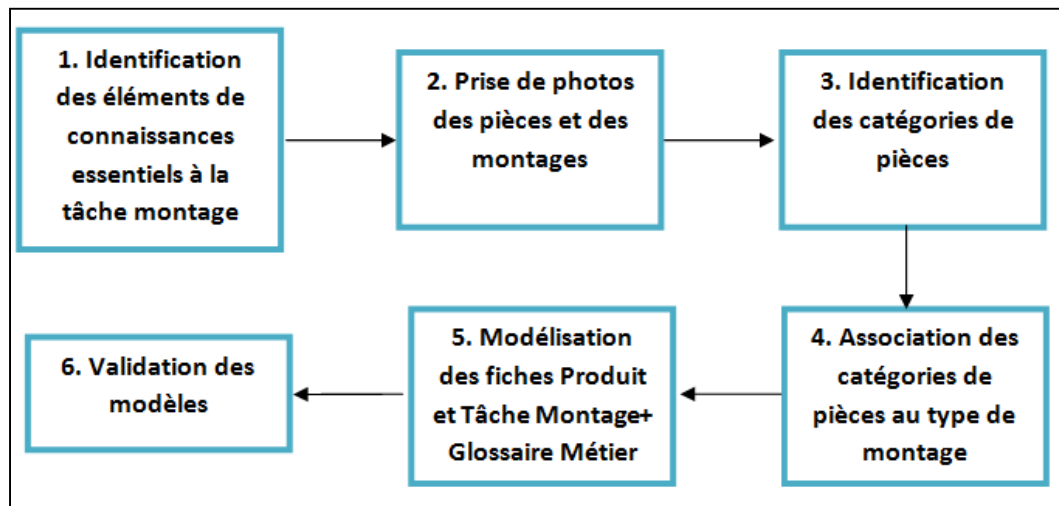 1. Identification
des éléments de
connaissances
essentiels à la
tâche montage
2. Prise de photos
des pièces et des
montages
3. Identification
des catégories de
pièces
4. Association des
catégories de
pièces au type de
montage
5. Modélisation
des fiches Produit
et Tâche Montage+
Glossaire Métier
6. Validation des
modèles